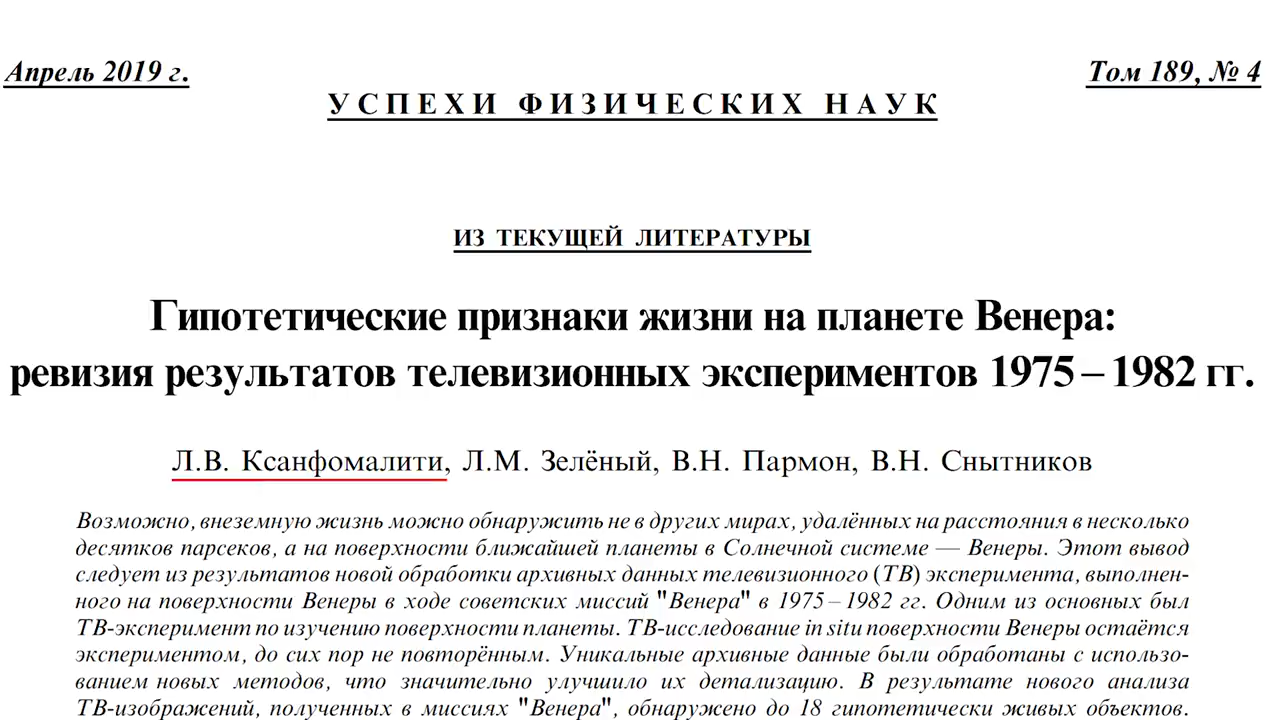 Апрель 2019 г.
Том 189, № 4
УСПЕХИ ФИЗИЧЕСКИХ НАУК
ИЗ ТЕКУЩЕЙ ЛИТЕРАТУРЫ
Гипотетические признаки жизни на планете Венера:
ревизия результатов телевизионных экспериментов 1975 – 1982 гг.
Л.В. Ксанфомалити, Л.М. Зелёный, В.Н. Пармон, В.Н. Снытников
Возможно, внеземную жизнь можно обнаружить не в других мирах, удалённых на расстояния в несколько
десятков парсеков, а на поверхности ближайшей планеты в Солнечной системе — Венеры. Этот вывод
следует из результатов новой обработки архивных данных телевизионного (ТВ) эксперимента, выполнен-
ного на поверхности Венеры в ходе советских миссий "Венера" в 1975 – 1982 гг. Одним из основных был
ТВ-эксперимент по изучению поверхности планеты. ТВ-исследование in situ поверхности Венеры остаётся
экспериментом, до сих пор не повторённым. Уникальные архивные данные были обработаны с использо-
ванием новых методов, что значительно улучшило их детализацию. В результате нового анализа
ТВ-изображений, полученных в миссиях "Венера", обнаружено до 18 гипотетически живых объектов.